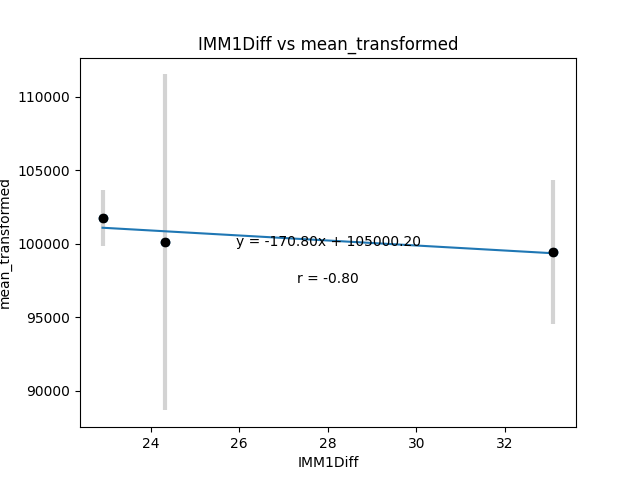 IMM1Diff vs mean_transformed
mean_transformed
110000
105000
100000
95000
90000
y = -170.80x + 105000.20
r = -0.80
24
26
28
30
32
IMM1Diff